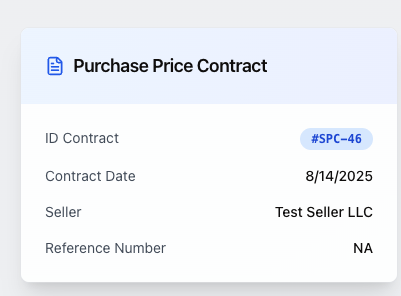 Purchase Price Contract
ID Contract #SPC-46
Contract Date 8/14/2025
Seller Test Seller LLC
Reference Number NA